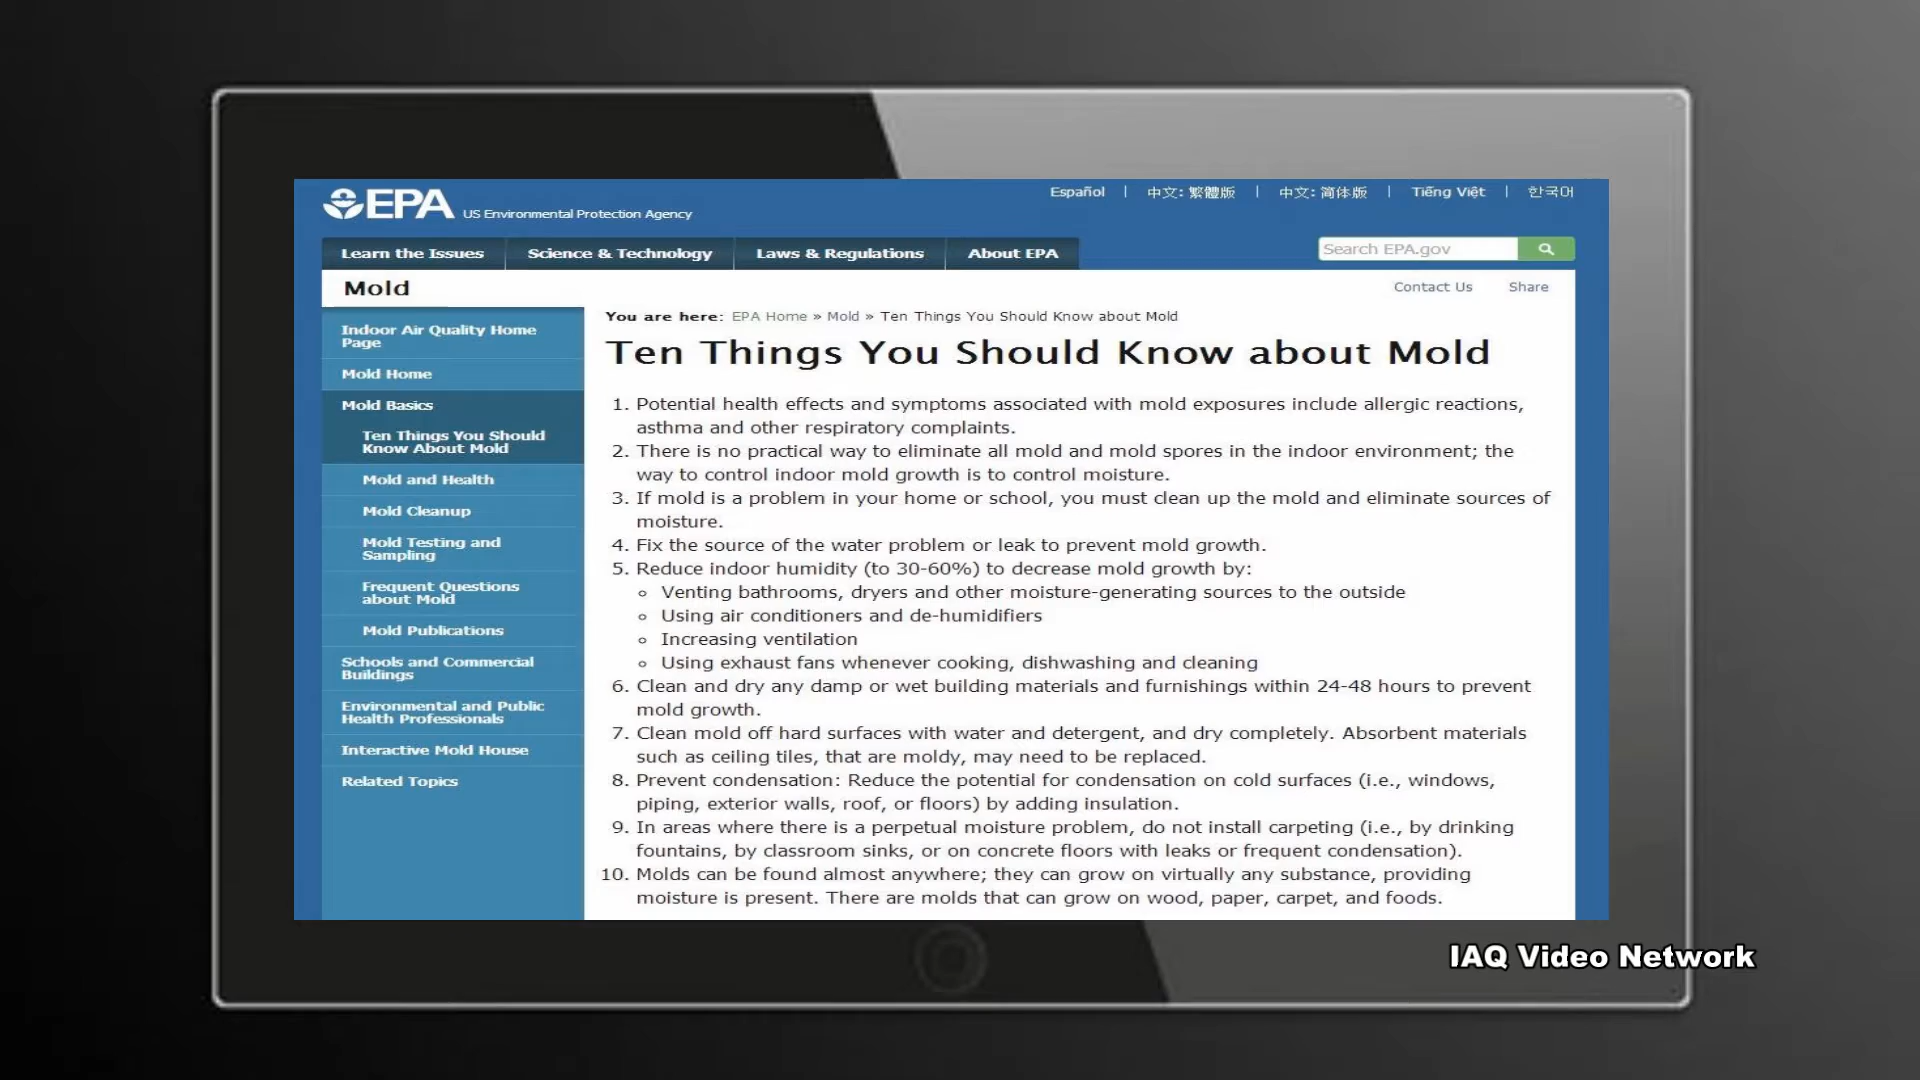 EPA US Environmental Protection Agency
Español | 中文: 繁體版 | 中文: 简体版 | Tiếng Việt | 한국어
Learn the Issues
Science & Technology
Laws & Regulations
About EPA
Search EPA.gov
Mold
Contact Us
Share
Indoor Air Quality Home
Page
Mold Home
Mold Basics
Ten Things You Should
Know About Mold
Mold and Health
Mold Cleanup
Mold Testing and
Sampling
Frequent Questions
about Mold
Mold Publications
Schools and Commercial
Buildings
Environmental and Public
Health Professionals
Interactive Mold House
Related Topics
You are here: EPA Home » Mold » Ten Things You Should Know about Mold
Ten Things You Should Know about Mold
1. Potential health effects and symptoms associated with mold exposures include allergic reactions,
asthma and other respiratory complaints.
2. There is no practical way to eliminate all mold and mold spores in the indoor environment; the
way to control indoor mold growth is to control moisture.
3. If mold is a problem in your home or school, you must clean up the mold and eliminate sources of
moisture.
4. Fix the source of the water problem or leak to prevent mold growth.
5. Reduce indoor humidity (to 30-60%) to decrease mold growth by:
◦ Venting bathrooms, dryers and other moisture-generating sources to the outside
◦ Using air conditioners and de-humidifiers
◦ Increasing ventilation
◦ Using exhaust fans whenever cooking, dishwashing and cleaning
6. Clean and dry any damp or wet building materials and furnishings within 24-48 hours to prevent
mold growth.
7. Clean mold off hard surfaces with water and detergent, and dry completely. Absorbent materials
such as ceiling tiles, that are moldy, may need to be replaced.
8. Prevent condensation: Reduce the potential for condensation on cold surfaces (i.e., windows,
piping, exterior walls, roof, or floors) by adding insulation.
9. In areas where there is a perpetual moisture problem, do not install carpeting (i.e., by drinking
fountains, by classroom sinks, or on concrete floors with leaks or frequent condensation).
10. Molds can be found almost anywhere; they can grow on virtually any substance, providing
moisture is present. There are molds that can grow on wood, paper, carpet, and foods.
IAQ Video Network